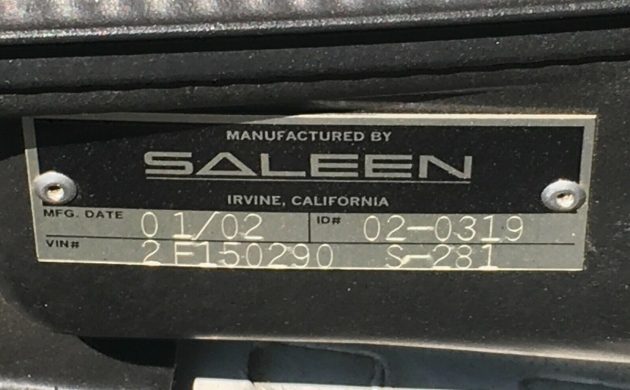 MANUFACTURED BY
SALEEN
IRVINE, CALIFORNIA
MFG. DATE 01/02 ID# 02-0319
VIN# 2F150290 S-281